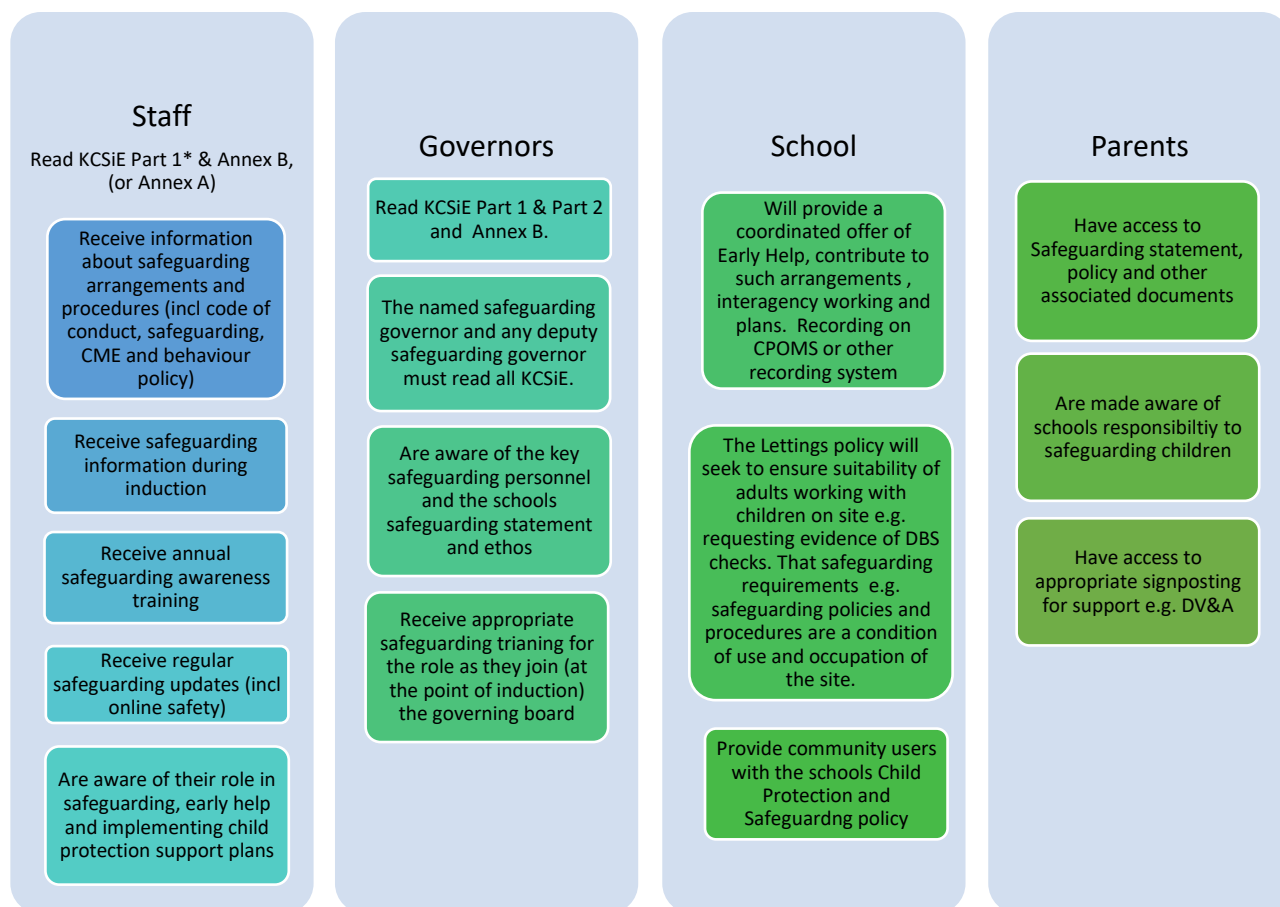 Staff
Read KCSiE Part 1* & Annex B,
(or Annex A)
Receive information
about safeguarding
arrangements and
procedures (incl code of
conduct, safeguarding,
CME and behaviour
policy)
Receive safeguarding
information during
induction
Receive annual
safeguarding awareness
training
Receive regular
safeguarding updates (incl
online safety)
Are aware of their role in
safeguarding, early help
and implementing child
protection support plans
Governors
Read KCSiE Part 1 & Part 2
and Annex B.
The named safeguarding
governor and any deputy
safeguarding governor
must read all KCSiE.
Are aware of the key
safeguarding personnel
and the schools
safeguarding statement
and ethos
Receive appropriate
safeguarding trianing for
the role as they join (at
the point of induction)
the governing board
School
Will provide a
coordinated offer of
Early Help, contribute to
such arrangements ,
interagency working and
plans. Recording on
CPOMS or other
recording system
The Lettings policy will
seek to ensure suitability of
adults working with
children on site e.g.
requesting evidence of DBS
checks. That safeguarding
requirements e.g.
safeguarding policies and
procedures are a condition
of use and occupation of
the site.
Provide community users
with the schools Child
Protection and
Safeguardng policy
Parents
Have access to
Safeguarding statement,
policy and other
associated documents
Are made aware of
schools responsibiltiy to
safeguarding children
Have access to
appropriate signposting
for support e.g. DV&A